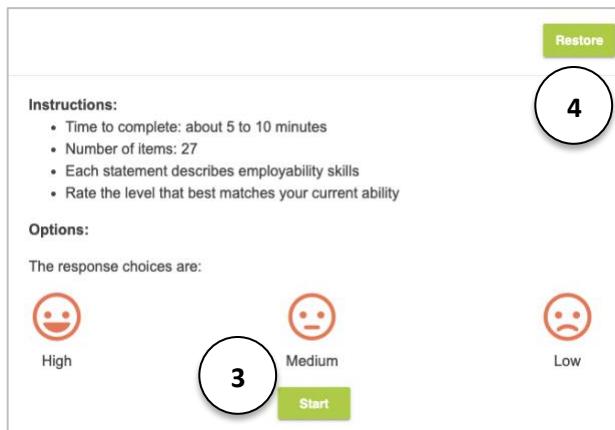 Restore
4
Instructions:
• Time to complete: about 5 to 10 minutes
• Number of items: 27
• Each statement describes employability skills
• Rate the level that best matches your current ability
Options:
The response choices are:
High Medium Low
3
Start